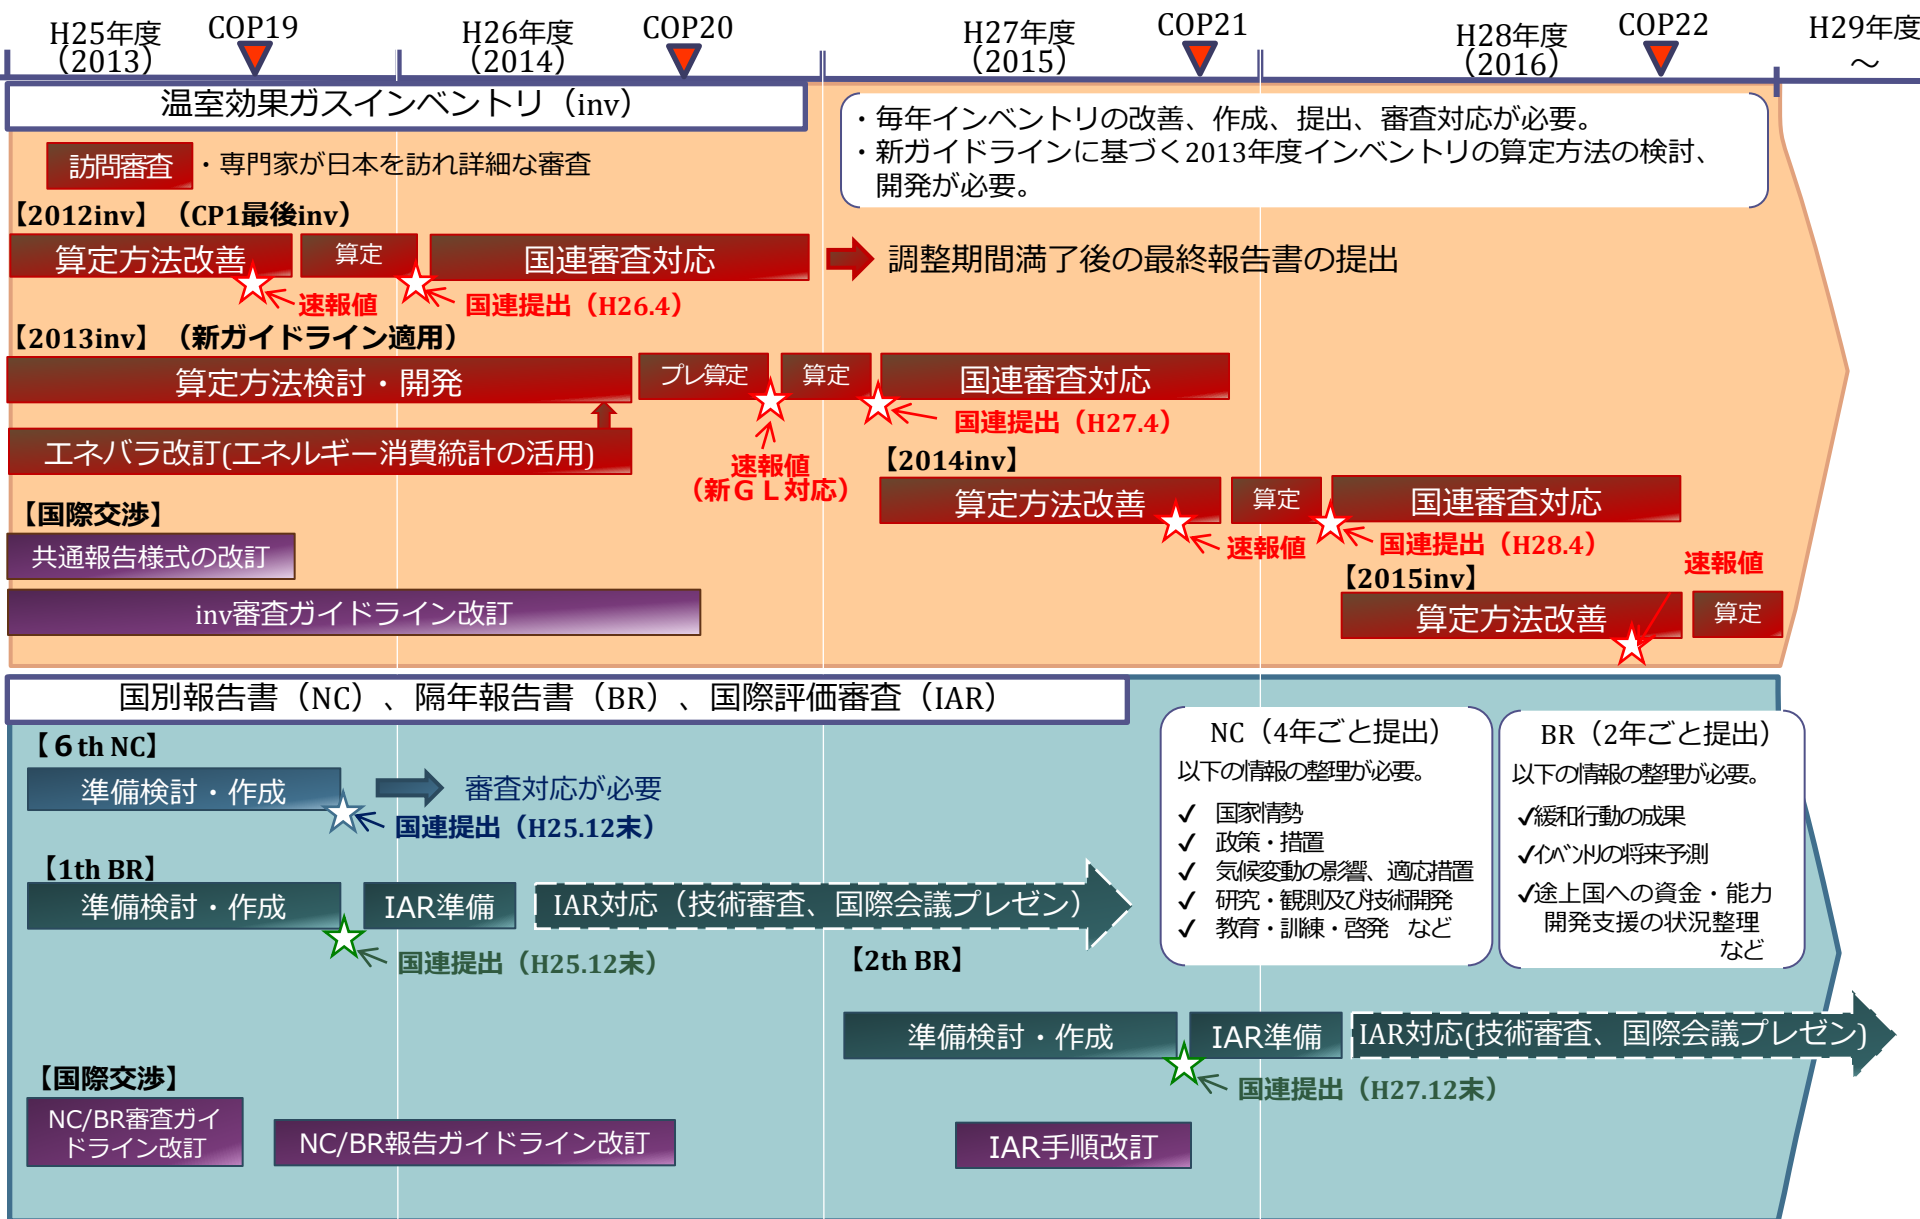 H25年度
(2013)
COP19
H26年度
(2014)
COP20
H27年度
(2015)
COP21
H28年度
(2016)
COP22
H29年度
～
温室効果ガスインベントリ（inv）
・毎年インベントリの改善、作成、提出、審査対応が必要。
・新ガイドラインに基づく2013年度インベントリの算定方法の検討、
開発が必要。
訪問審査
・専門家が日本を訪れ詳細な審査
【2012inv】（CP1最後inv）
算定方法改善
算定
国連審査対応
調整期間満了後の最終報告書の提出
速報値
国連提出（H26.4）
【2013inv】（新ガイドライン適用）
算定方法検討・開発
プレ算定
算定
国連審査対応
国連提出（H27.4）
エネバラ改訂(エネルギー消費統計の活用)
速報値
（新ＧＬ対応）
【2014inv】
算定方法改善
算定
国連審査対応
速報値
国連提出（H28.4）
【国際交渉】
共通報告様式の改訂
inv審査ガイドライン改訂
【2015inv】
速報値
算定方法改善
算定
国別報告書（NC）、隔年報告書（BR）、国際評価審査（IAR）
【６th NC】
準備検討・作成
審査対応が必要
国連提出（H25.12末）
【1th BR】
準備検討・作成
IAR準備
IAR対応（技術審査、国際会議プレゼン）
国連提出（H25.12末）
NC（4年ごと提出）
以下の情報の整理が必要。
✓ 国家情勢
✓ 政策・措置
✓ 気候変動の影響、適応措置
✓ 研究・観測及び技術開発
✓ 教育・訓練・啓発　など
BR（2年ごと提出）
以下の情報の整理が必要。
✓緩和行動の成果
✓ｲﾝﾍﾞﾝﾄﾘの将来予測
✓途上国への資金・能力
開発支援の状況整理
など
【2th BR】
準備検討・作成
IAR準備
IAR対応(技術審査、国際会議プレゼン)
国連提出（H27.12末）
【国際交渉】
NC/BR審査ガイ
ドライン改訂
NC/BR報告ガイドライン改訂
IAR手順改訂